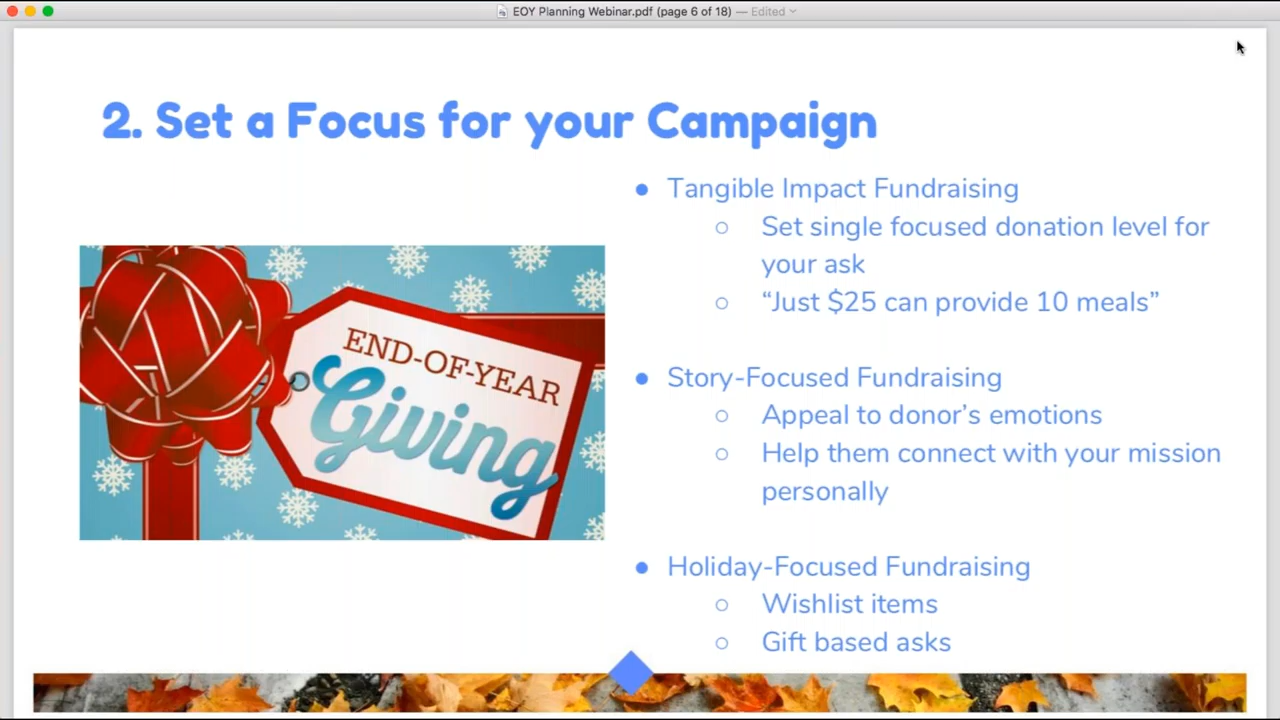 EOY Planning Webinar.pdf (page 6 of 18) — Edited
2. Set a Focus for your Campaign
END-OF-YEAR
Giving
● Tangible Impact Fundraising
○ Set single focused donation level for
your ask
○ “Just $25 can provide 10 meals”
● Story-Focused Fundraising
○ Appeal to donor’s emotions
○ Help them connect with your mission
personally
● Holiday-Focused Fundraising
○ Wishlist items
○ Gift based asks